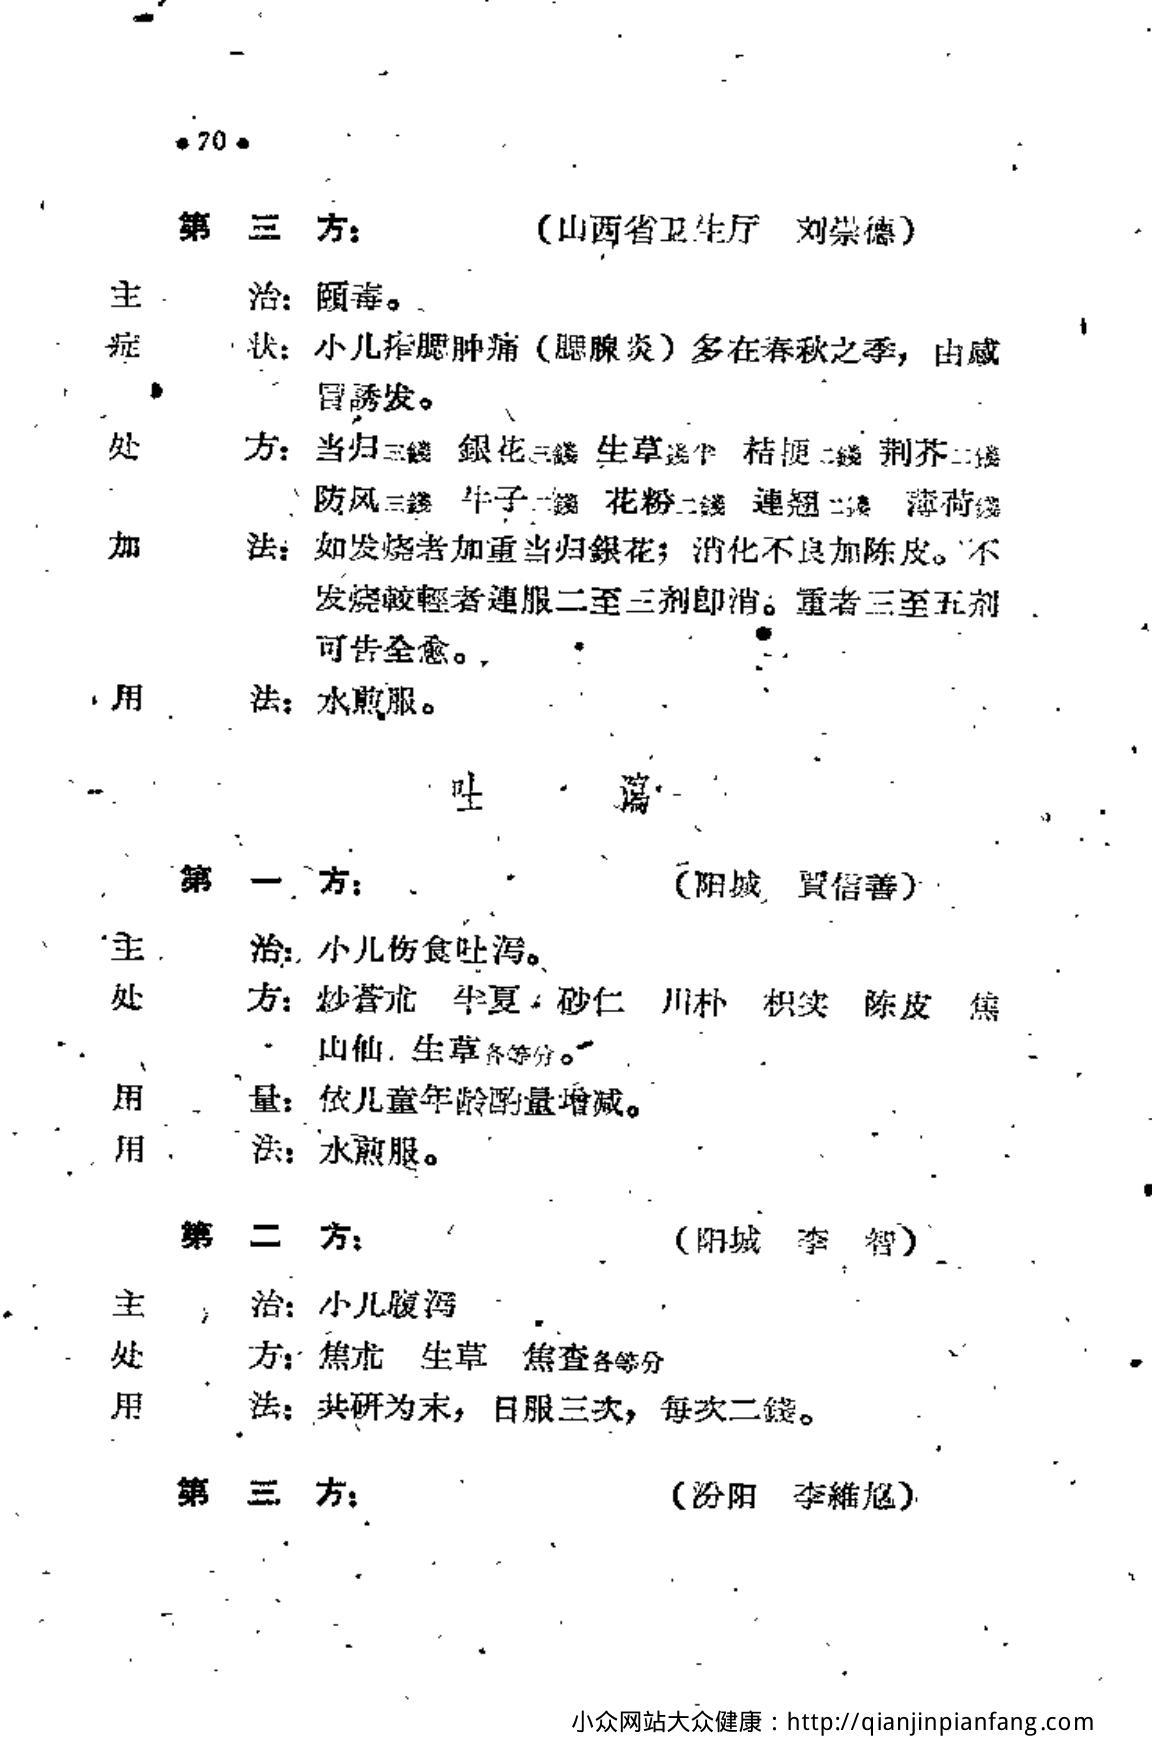 •70•
第三方： （山西省卫生厅 刘崇德）
主治：頤毒。
症状：小儿痄腮肿痛（腮腺炎）多在春秋之季，由感
冒誘发。
处方：当归三錢 銀花三錢 生草錢半 桔梗二錢 荆芥二錢
防风三錢 牛子二錢 花粉二錢 連翹二錢 薄荷錢
加法：如发烧者加重当归銀花；消化不良加陈皮。不
发烧較輕者連服二至三剂即消。重者三至五剂
可告全愈。
用法：水煎服。
吐瀉
第一方： （阳城 賈信善）
主治：小儿伤食吐泻。
处方：炒蒼朮 半夏 砂仁 川朴 枳实 陈皮 焦
山仙 生草各等分。
用量：依儿童年龄酌量增减。
用法：水煎服。
第二方： （阳城 李智）
主治：小儿腹泻
处方：焦朮 生草 焦查各等分
用法：共研为末，日服三次，每次二錢。
第三方： （汾阳 李維）
小众网站大众健康：http://qianjinpianfang.com